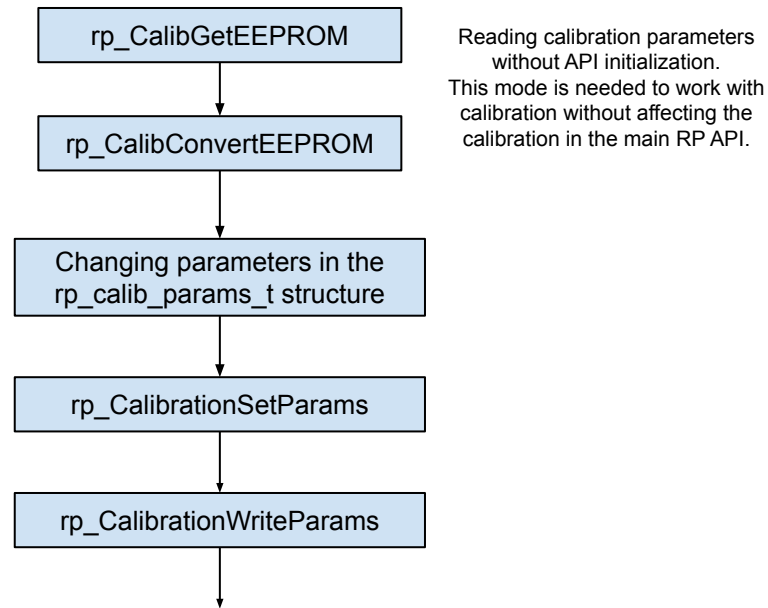 rp_CalibGetEEPROM
Reading calibration parameters
without API initialization.
This mode is needed to work with
calibration without affecting the
calibration in the main RP API.
rp_CalibConvertEEPROM
Changing parameters in the
rp_calib_params_t structure
rp_CalibrationSetParams
rp_CalibrationWriteParams